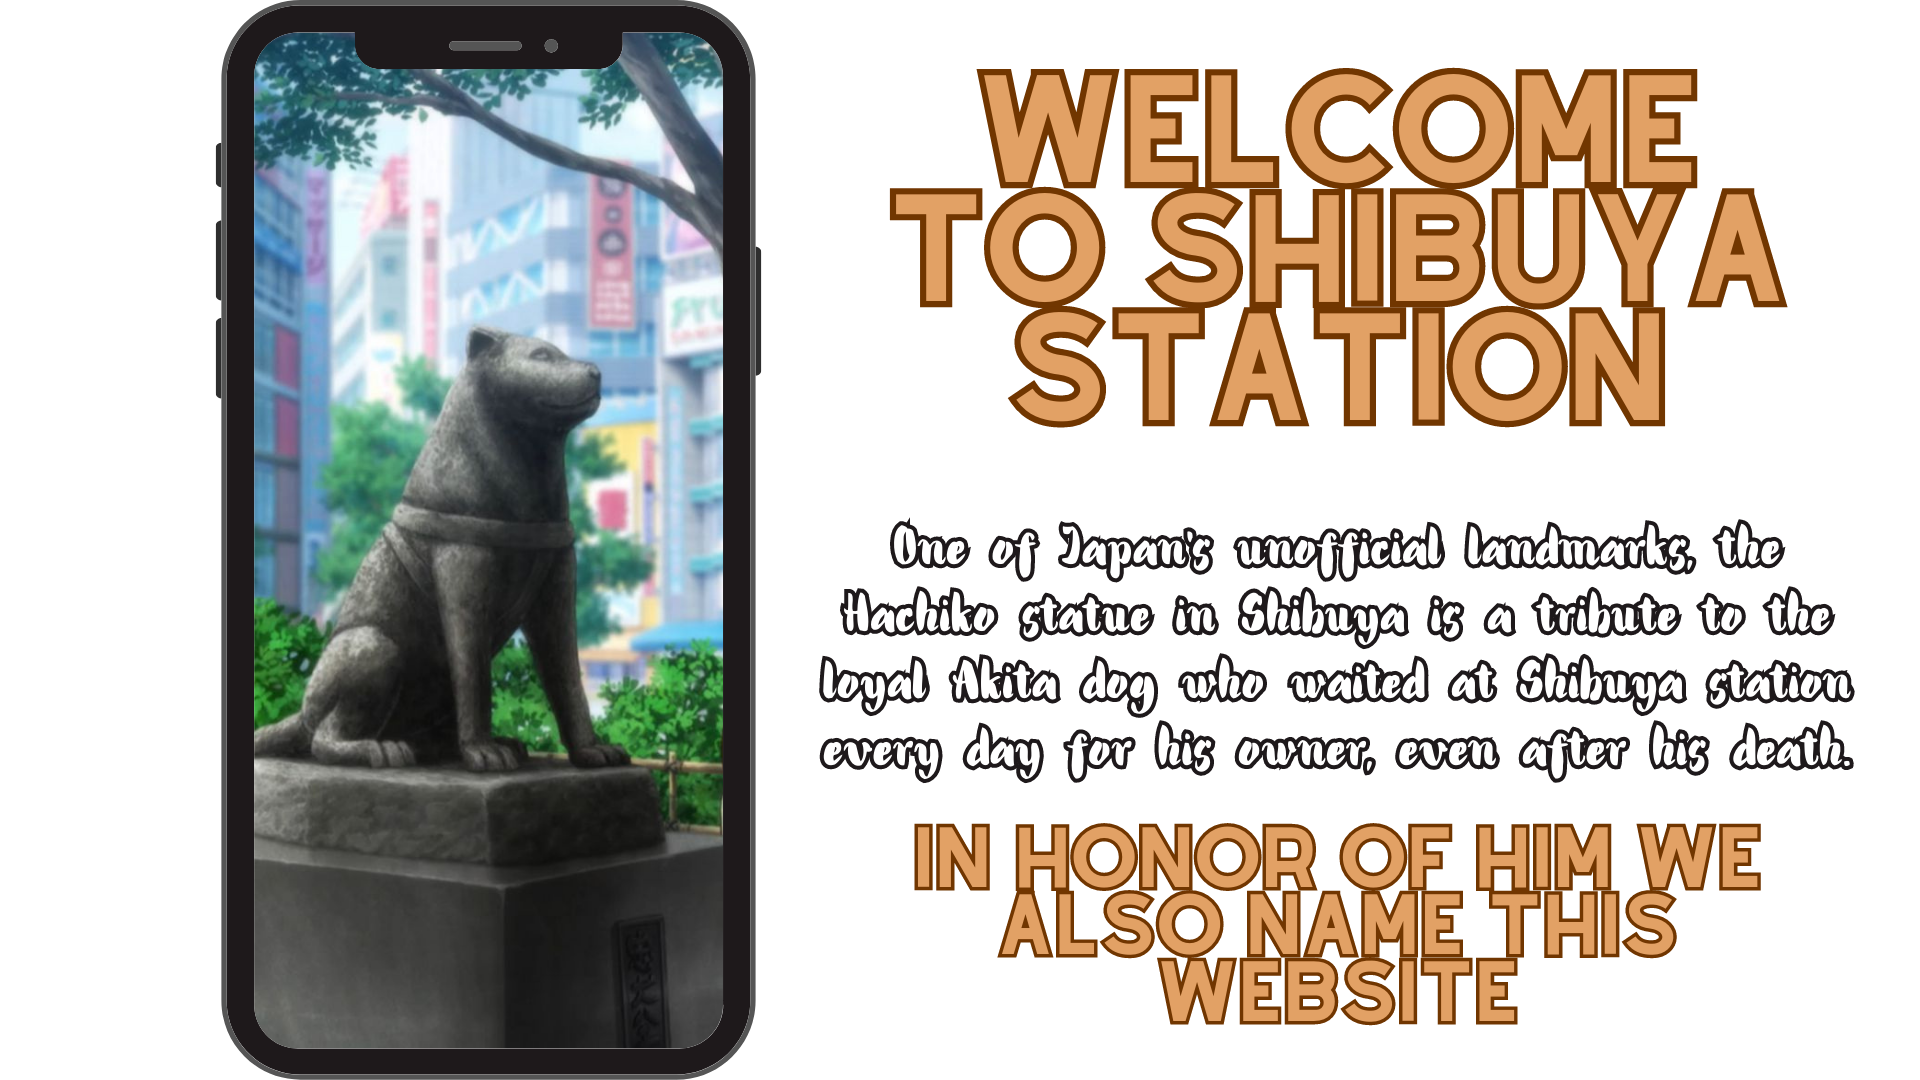 WELCOME
TO SHIBUYA
STATION
One of Japan's unofficial landmarks, the
Hachiko statue in Shibuya is a tribute to the
loyal Akita dog who waited at Shibuya station
every day for his owner, even after his death.
IN HONOR OF HIM WE
ALSO NAME THIS
WEBSITE